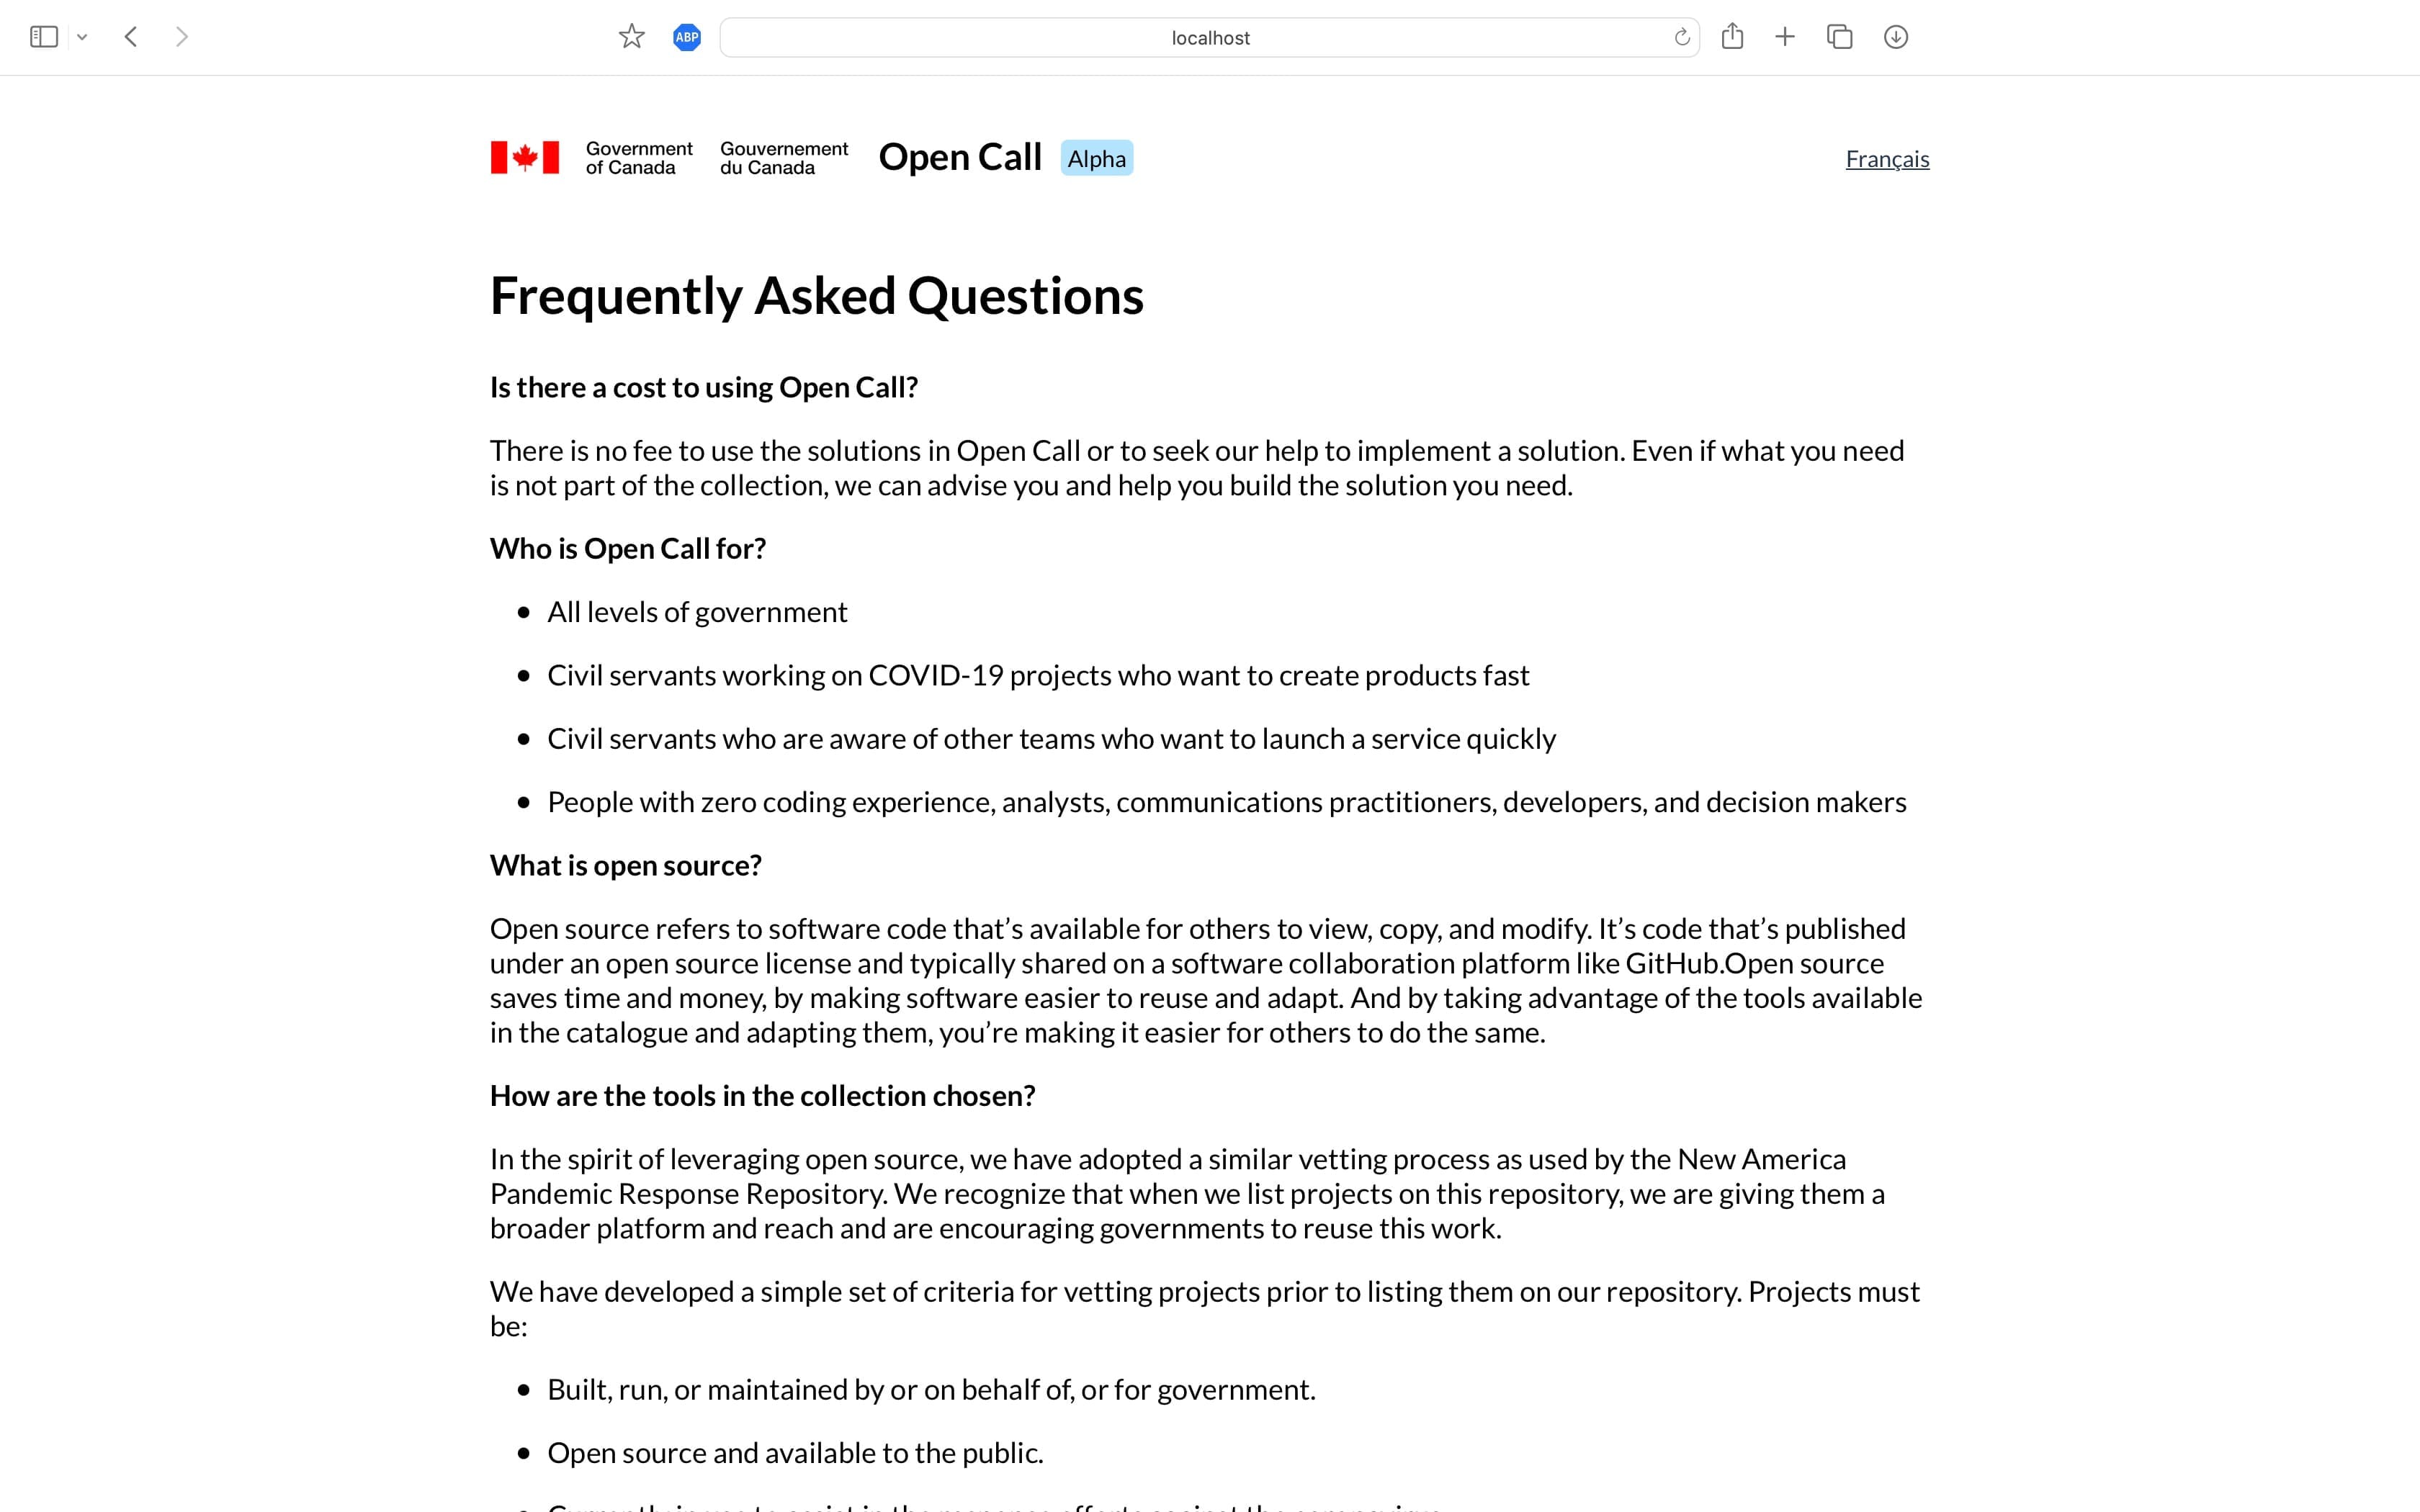 ABP
localhost
Government of Canada
Gouvernement du Canada
Open Call
Alpha
Français
Frequently Asked Questions
Is there a cost to using Open Call?
There is no fee to use the solutions in Open Call or to seek our help to implement a solution. Even if what you need
is not part of the collection, we can advise you and help you build the solution you need.
Who is Open Call for?
All levels of government
Civil servants working on COVID-19 projects who want to create products fast
Civil servants who are aware of other teams who want to launch a service quickly
People with zero coding experience, analysts, communications practitioners, developers, and decision makers
What is open source?
Open source refers to software code that’s available for others to view, copy, and modify. It’s code that’s published
under an open source license and typically shared on a software collaboration platform like GitHub.Open source
saves time and money, by making software easier to reuse and adapt. And by taking advantage of the tools available
in the catalogue and adapting them, you’re making it easier for others to do the same.
How are the tools in the collection chosen?
In the spirit of leveraging open source, we have adopted a similar vetting process as used by the New America
Pandemic Response Repository. We recognize that when we list projects on this repository, we are giving them a
broader platform and reach and are encouraging governments to reuse this work.
We have developed a simple set of criteria for vetting projects prior to listing them on our repository. Projects must
be:
Built, run, or maintained by or on behalf of, or for government.
Open source and available to the public.